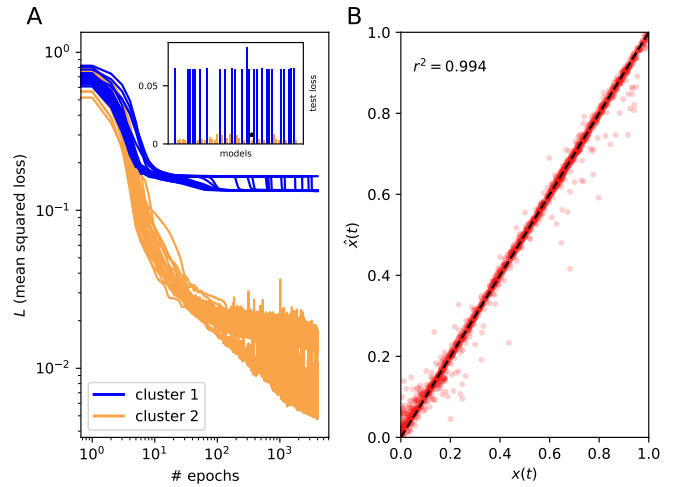 A
B
10⁰
10⁻¹
10⁻²
L (mean squared loss)
10⁰
10¹
10²
10³
# epochs
cluster 1
cluster 2
0.05
0
models
test loss
r² = 0.994
1.0
0.8
0.6
0.4
0.2
0.0
x̂(t)
0.0
0.2
0.4
0.6
0.8
1.0
x(t)